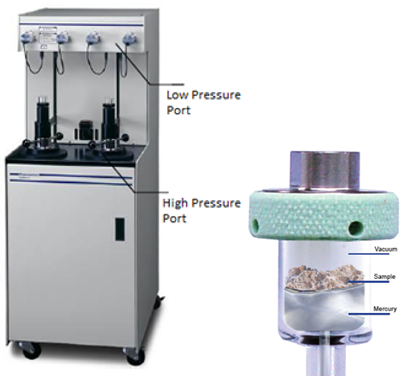 Low Pressure
Port
High Pressure
Port
Vacuum
Sample
Mercury